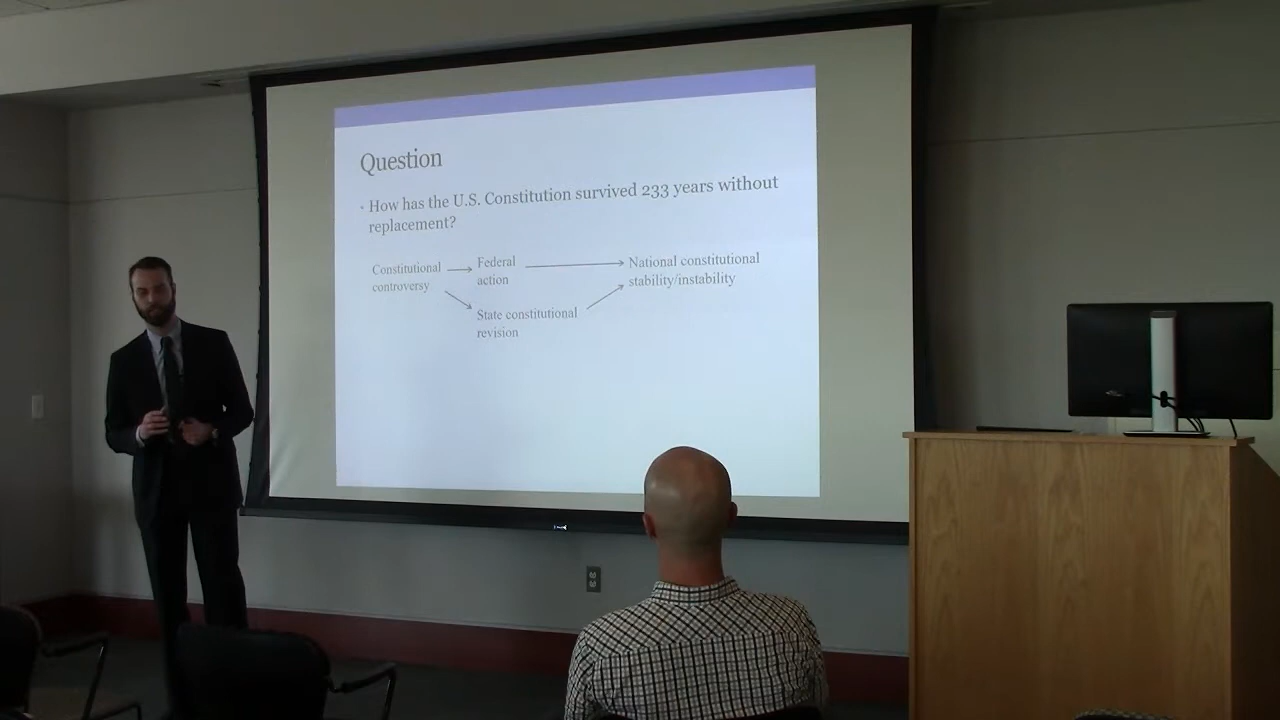 Question
• How has the U.S. Constitution survived 233 years without
replacement?
Constitutional
controversy
Federal
action
National constitutional
stability/instability
State constitutional
revision